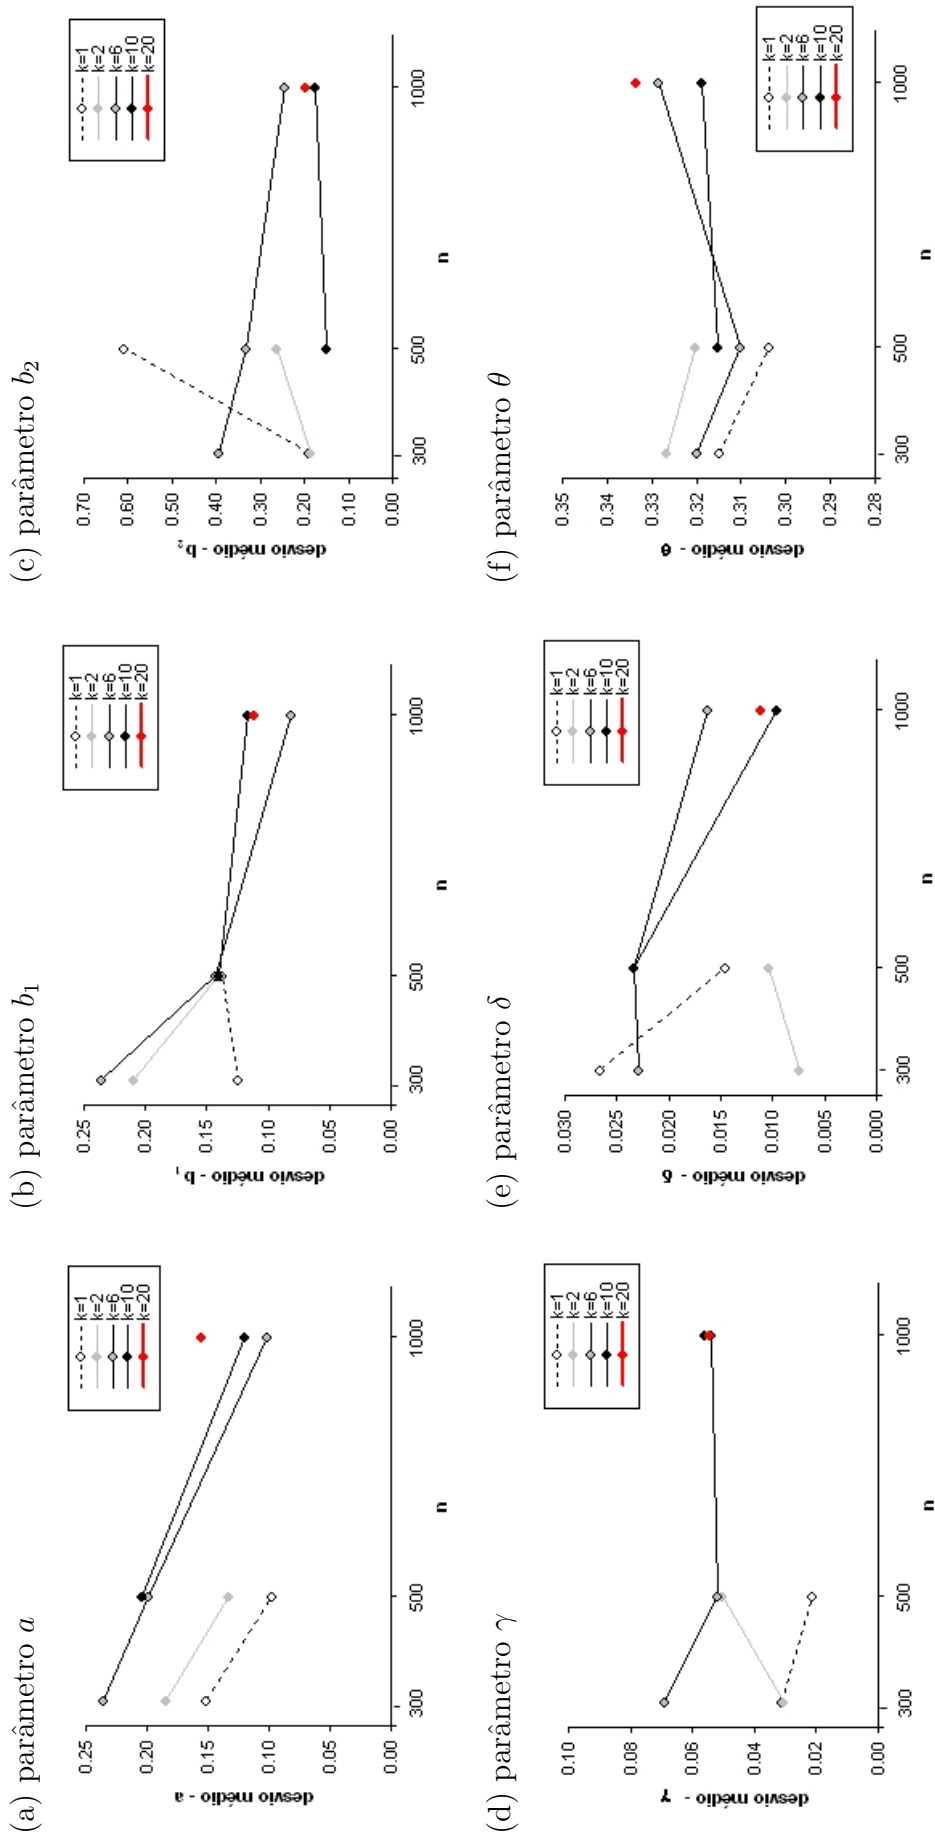 (a) parâmetro a
desvio médio - a
0.25
0.20
0.15
0.10
0.05
0.00
300
500
1000
n
k=1
k=2
k=6
k=10
k=20
(b) parâmetro b₁
desvio médio - b₁
0.25
0.20
0.15
0.10
0.05
0.00
300
500
1000
n
k=1
k=2
k=6
k=10
k=20
(c) parâmetro b₂
desvio médio - b₂
0.70
0.60
0.50
0.40
0.30
0.20
0.10
0.00
300
500
1000
n
k=1
k=2
k=6
k=10
k=20
(d) parâmetro γ
desvio médio - γ
0.10
0.08
0.06
0.04
0.02
0.00
300
500
1000
n
k=1
k=2
k=6
k=10
k=20
(e) parâmetro δ
desvio médio - δ
0.030
0.025
0.020
0.015
0.010
0.005
0.000
300
500
1000
n
k=1
k=2
k=6
k=10
k=20
(f) parâmetro θ
desvio médio - θ
0.35
0.34
0.33
0.32
0.31
0.30
0.29
0.28
300
500
1000
n
k=1
k=2
k=6
k=10
k=20